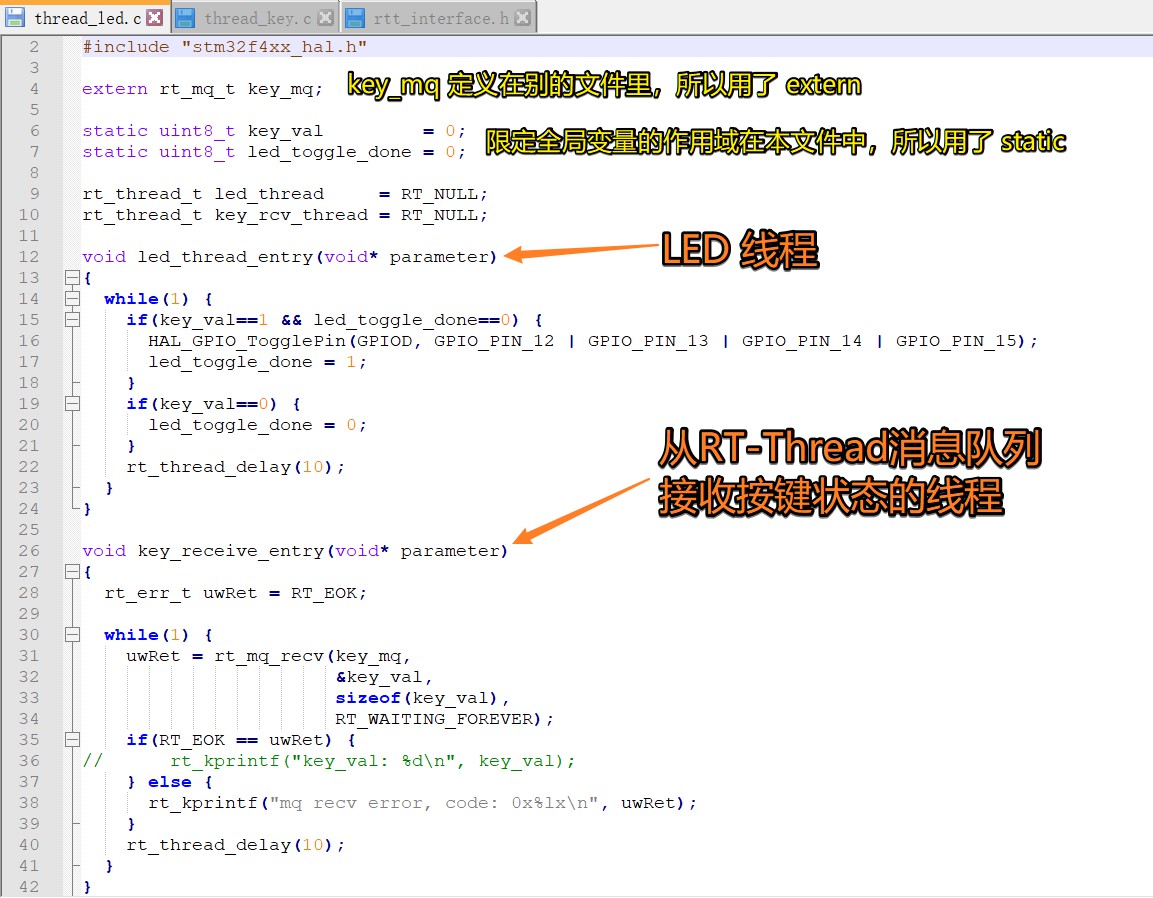 thread_led.c thread_key.c rtt_interface.h
2 #include "stm32f4xx_hal.h"
3
4 extern rt_mq_t key_mq; key_mq 定义在别的文件里，所以用了 extern
5
6 static uint8_t key_val         = 0;
7 static uint8_t led_toggle_done = 0; 限定全局变量的作用域在本文件中，所以用了 static
8
9 rt_thread_t led_thread     = RT_NULL;
10 rt_thread_t key_rcv_thread = RT_NULL;
11
12 void led_thread_entry(void* parameter) LED 线程
13 {
14   while(1) {
15     if(key_val==1 && led_toggle_done==0) {
16       HAL_GPIO_TogglePin(GPIOD, GPIO_PIN_12 | GPIO_PIN_13 | GPIO_PIN_14 | GPIO_PIN_15);
17       led_toggle_done = 1;
18     }
19     if(key_val==0) {
20       led_toggle_done = 0;
21     }
22     rt_thread_delay(10);
23   }
24 }
25
从RT-Thread消息队列
接收按键状态的线程
26 void key_receive_entry(void* parameter)
27 {
28   rt_err_t uwRet = RT_EOK;
29
30   while(1) {
31     uwRet = rt_mq_recv(key_mq,
32                        &key_val,
33                        sizeof(key_val),
34                        RT_WAITING_FOREVER);
35     if(RT_EOK == uwRet) {
36 //      rt_kprintf("key_val: %d\n", key_val);
37     } else {
38       rt_kprintf("mq recv error, code: 0x%lx\n", uwRet);
39     }
40     rt_thread_delay(10);
41   }
42 }